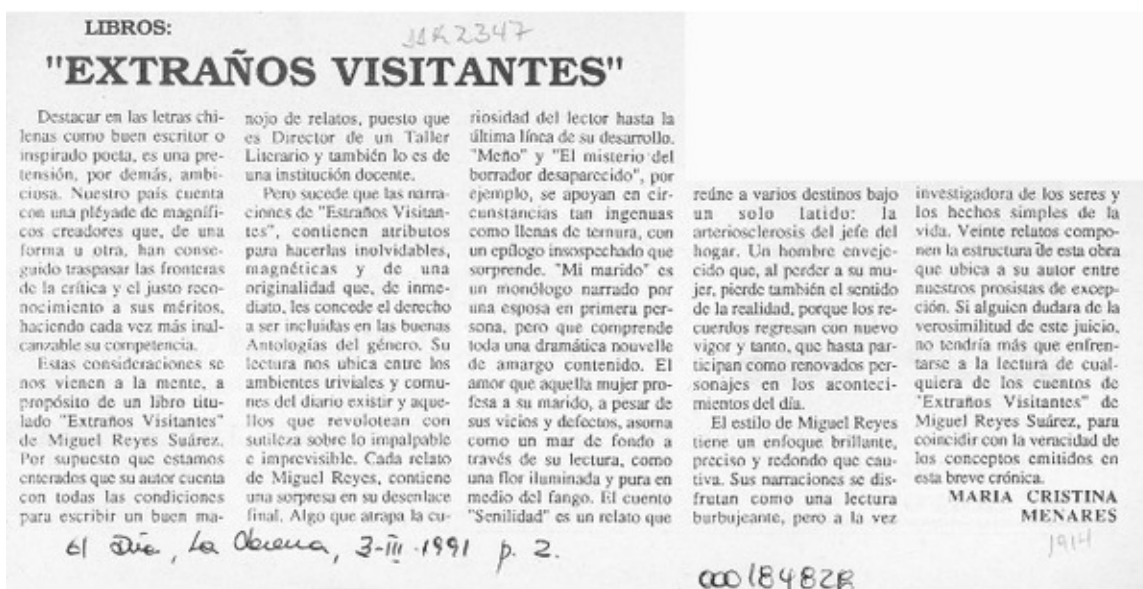 LIBROS:
"EXTRAÑOS VISITANTES"
Destacar en las letras chi-
lenas como buen escritor o
inspirado poeta, es una pre-
tensión, por demás, ambi-
ciosa. Nuestro país cuenta
con una pléyade de magnífi-
cos creadores que, de una
forma u otra, han conse-
guido traspasar las fronteras
de la crítica y el justo reco-
nocimiento a sus méritos,
haciendo cada vez más inal-
canzable su competencia.
Estas consideraciones se
nos vienen a la mente, a
propósito de un libro titu-
lado "Extraños Visitantes"
de Miguel Reyes Suárez.
Por supuesto que estamos
enterados que su autor cuenta
con todas las condiciones
para escribir un buen ma-
nojo de relatos, puesto que
es Director de un Taller
Literario y también lo es de
una institución docente.
Pero sucede que las narra-
ciones de "Estraños Visitan-
tes", contienen atributos
para hacerlas inolvidables,
magnéticas y de una
originalidad que, de inme-
diato, les concede el derecho
a ser incluidas en las buenas
Antologías del género. Su
lectura nos ubica entre los
ambientes triviales y comu-
nes del diario existir y aque-
llos que revolotean con
sutileza sobre lo impalpable
e imprevisible. Cada relato
de Miguel Reyes, contiene
una sorpresa en su desenlace
final. Algo que atrapa la cu-
riosidad del lector hasta la
última línea de su desarrollo.
"Meño" y "El misterio del
borrador desaparecido", por
ejemplo, se apoyan en cir-
cunstancias tan ingenuas
como llenas de ternura, con
un epílogo insospechado que
sorprende. "Mi marido" es
un monólogo narrado por
una esposa en primera per-
sona, pero que comprende
toda una dramática nouvelle
de amargo contenido. El
amor que aquella mujer pro-
fesa a su marido, a pesar de
sus vicios y defectos, asoma
como un mar de fondo a
través de su lectura, como
una flor iluminada y pura en
medio del fango. El cuento
"Senilidad" es un relato que
reúne a varios destinos bajo
un solo latido: la
arteriosclerosis del jefe del
hogar. Un hombre enveje-
cido que, al perder a su mu-
jer, pierde también el sentido
de la realidad, porque los re-
cuerdos regresan con nuevo
vigor y tanto, que hasta par-
ticipan como renovados per-
sonajes en los aconteci-
mientos del día.
El estilo de Miguel Reyes
tiene un enfoque brillante,
preciso y redondo que cau-
tiva. Sus narraciones se dis-
frutan como una lectura
burbujeante, pero a la vez
investigadora de los seres y
los hechos simples de la
vida. Veinte relatos compo-
nen la estructura de esta obra
que ubica a su autor entre
nuestros prosistas de excep-
ción. Si alguien dudara de la
verosimilitud de este juicio,
no tendría más que enfren-
tarse a la lectura de cual-
quiera de los cuentos de
"Extraños Visitantes" de
Miguel Reyes Suárez, para
coincidir con la veracidad de
los conceptos emitidos en
esta breve crónica.
MARIA CRISTINA
MENARES
1914
El Día, La Serena, 3-III-1991 p. 2.